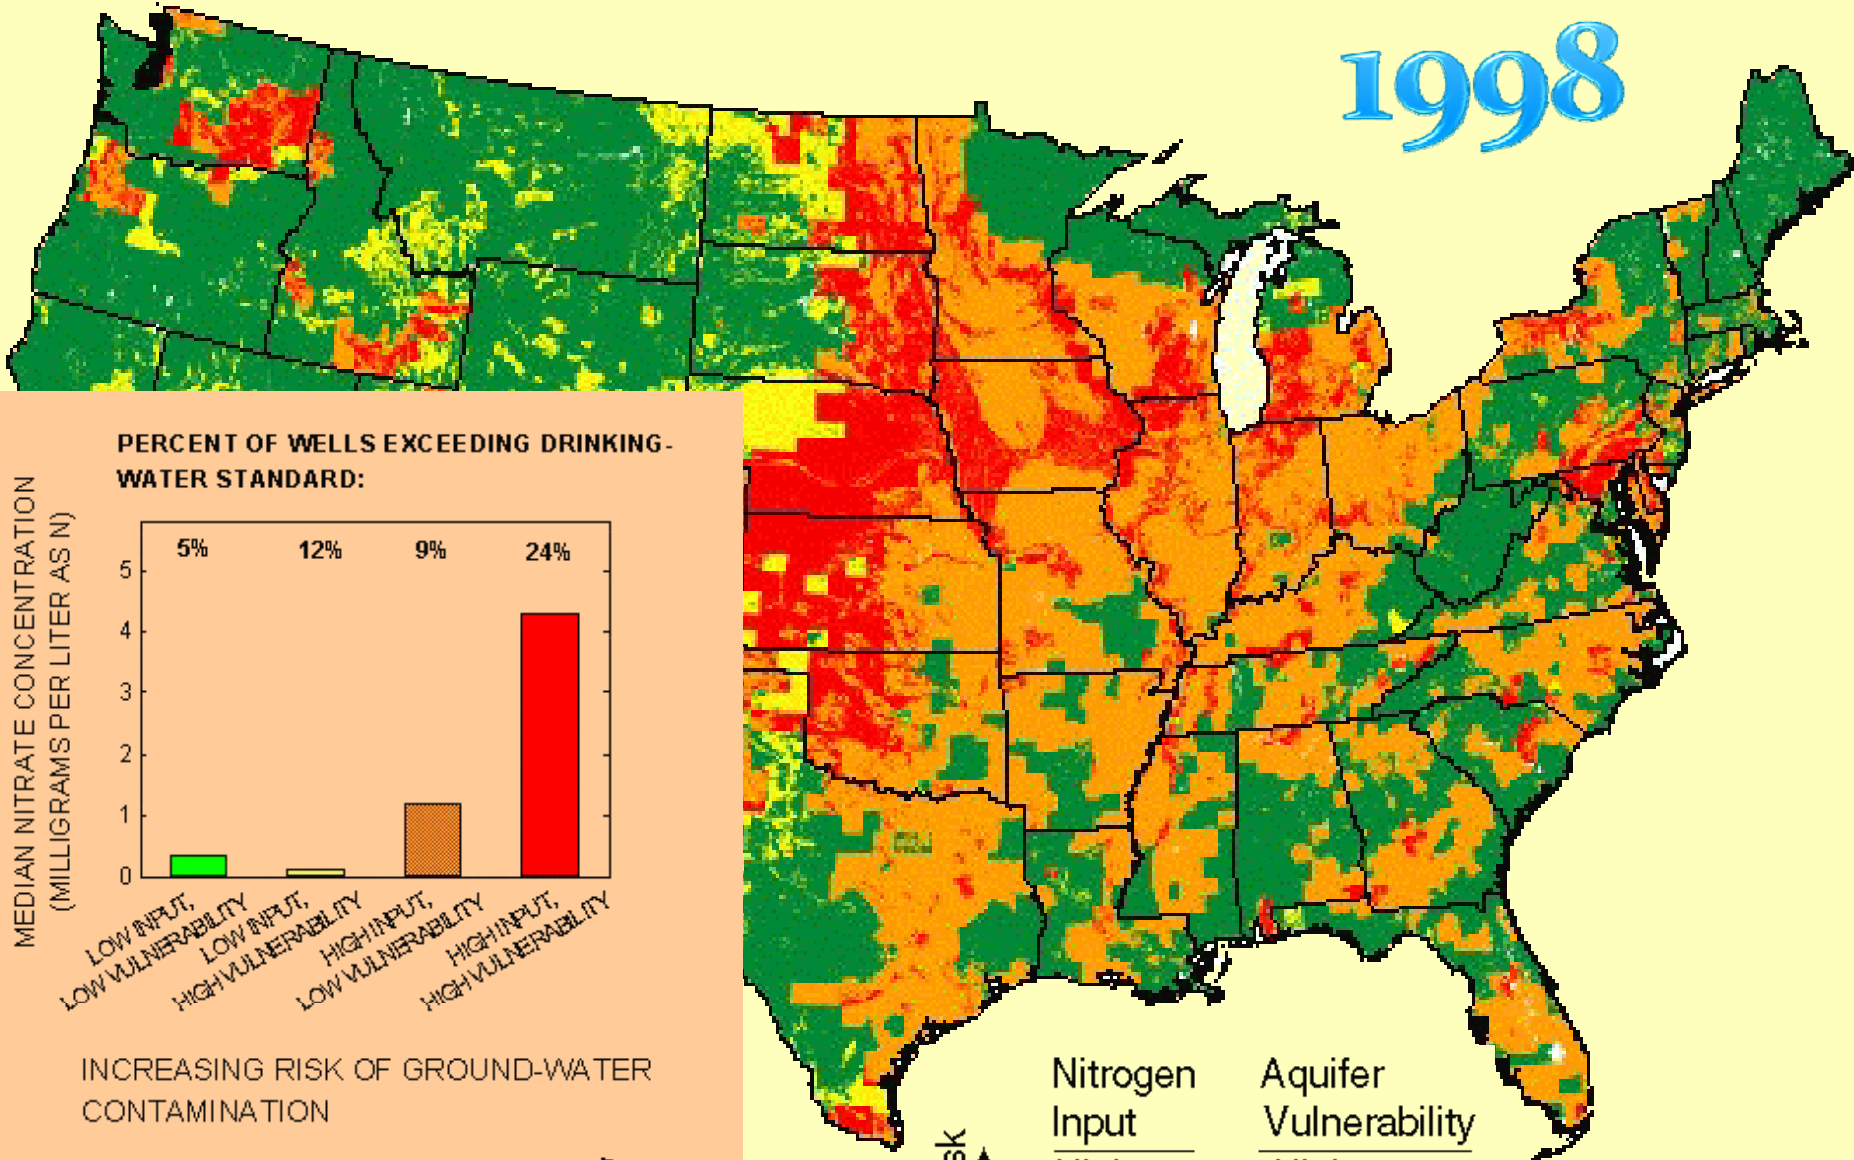 1998
PERCENT OF WELLS EXCEEDING DRINKING-
WATER STANDARD:
MEDIAN NITRATE CONCENTRATION
(MILLIGRAMS PER LITER AS N)
5% 12% 9% 24%
5
4
3
2
1
0
LOW INPUT,
LOW VULNERABILITY
LOW INPUT,
HIGH VULNERABILITY
HIGH INPUT,
LOW VULNERABILITY
HIGH INPUT,
HIGH VULNERABILITY
INCREASING RISK OF GROUND-WATER
CONTAMINATION
Nitrogen
Input
Aquifer
Vulnerability